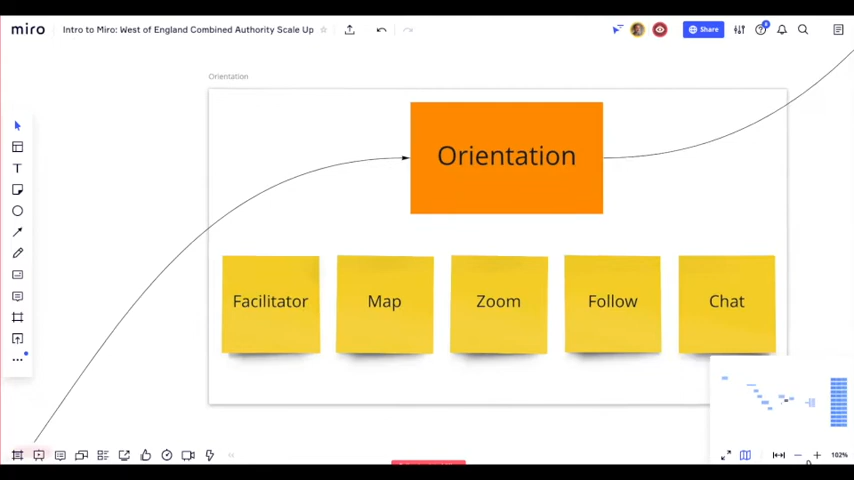 miro Intro to Miro: West of England Combined Authority Scale Up Share
Orientation
Orientation
Facilitator Map Zoom Follow Chat
102%